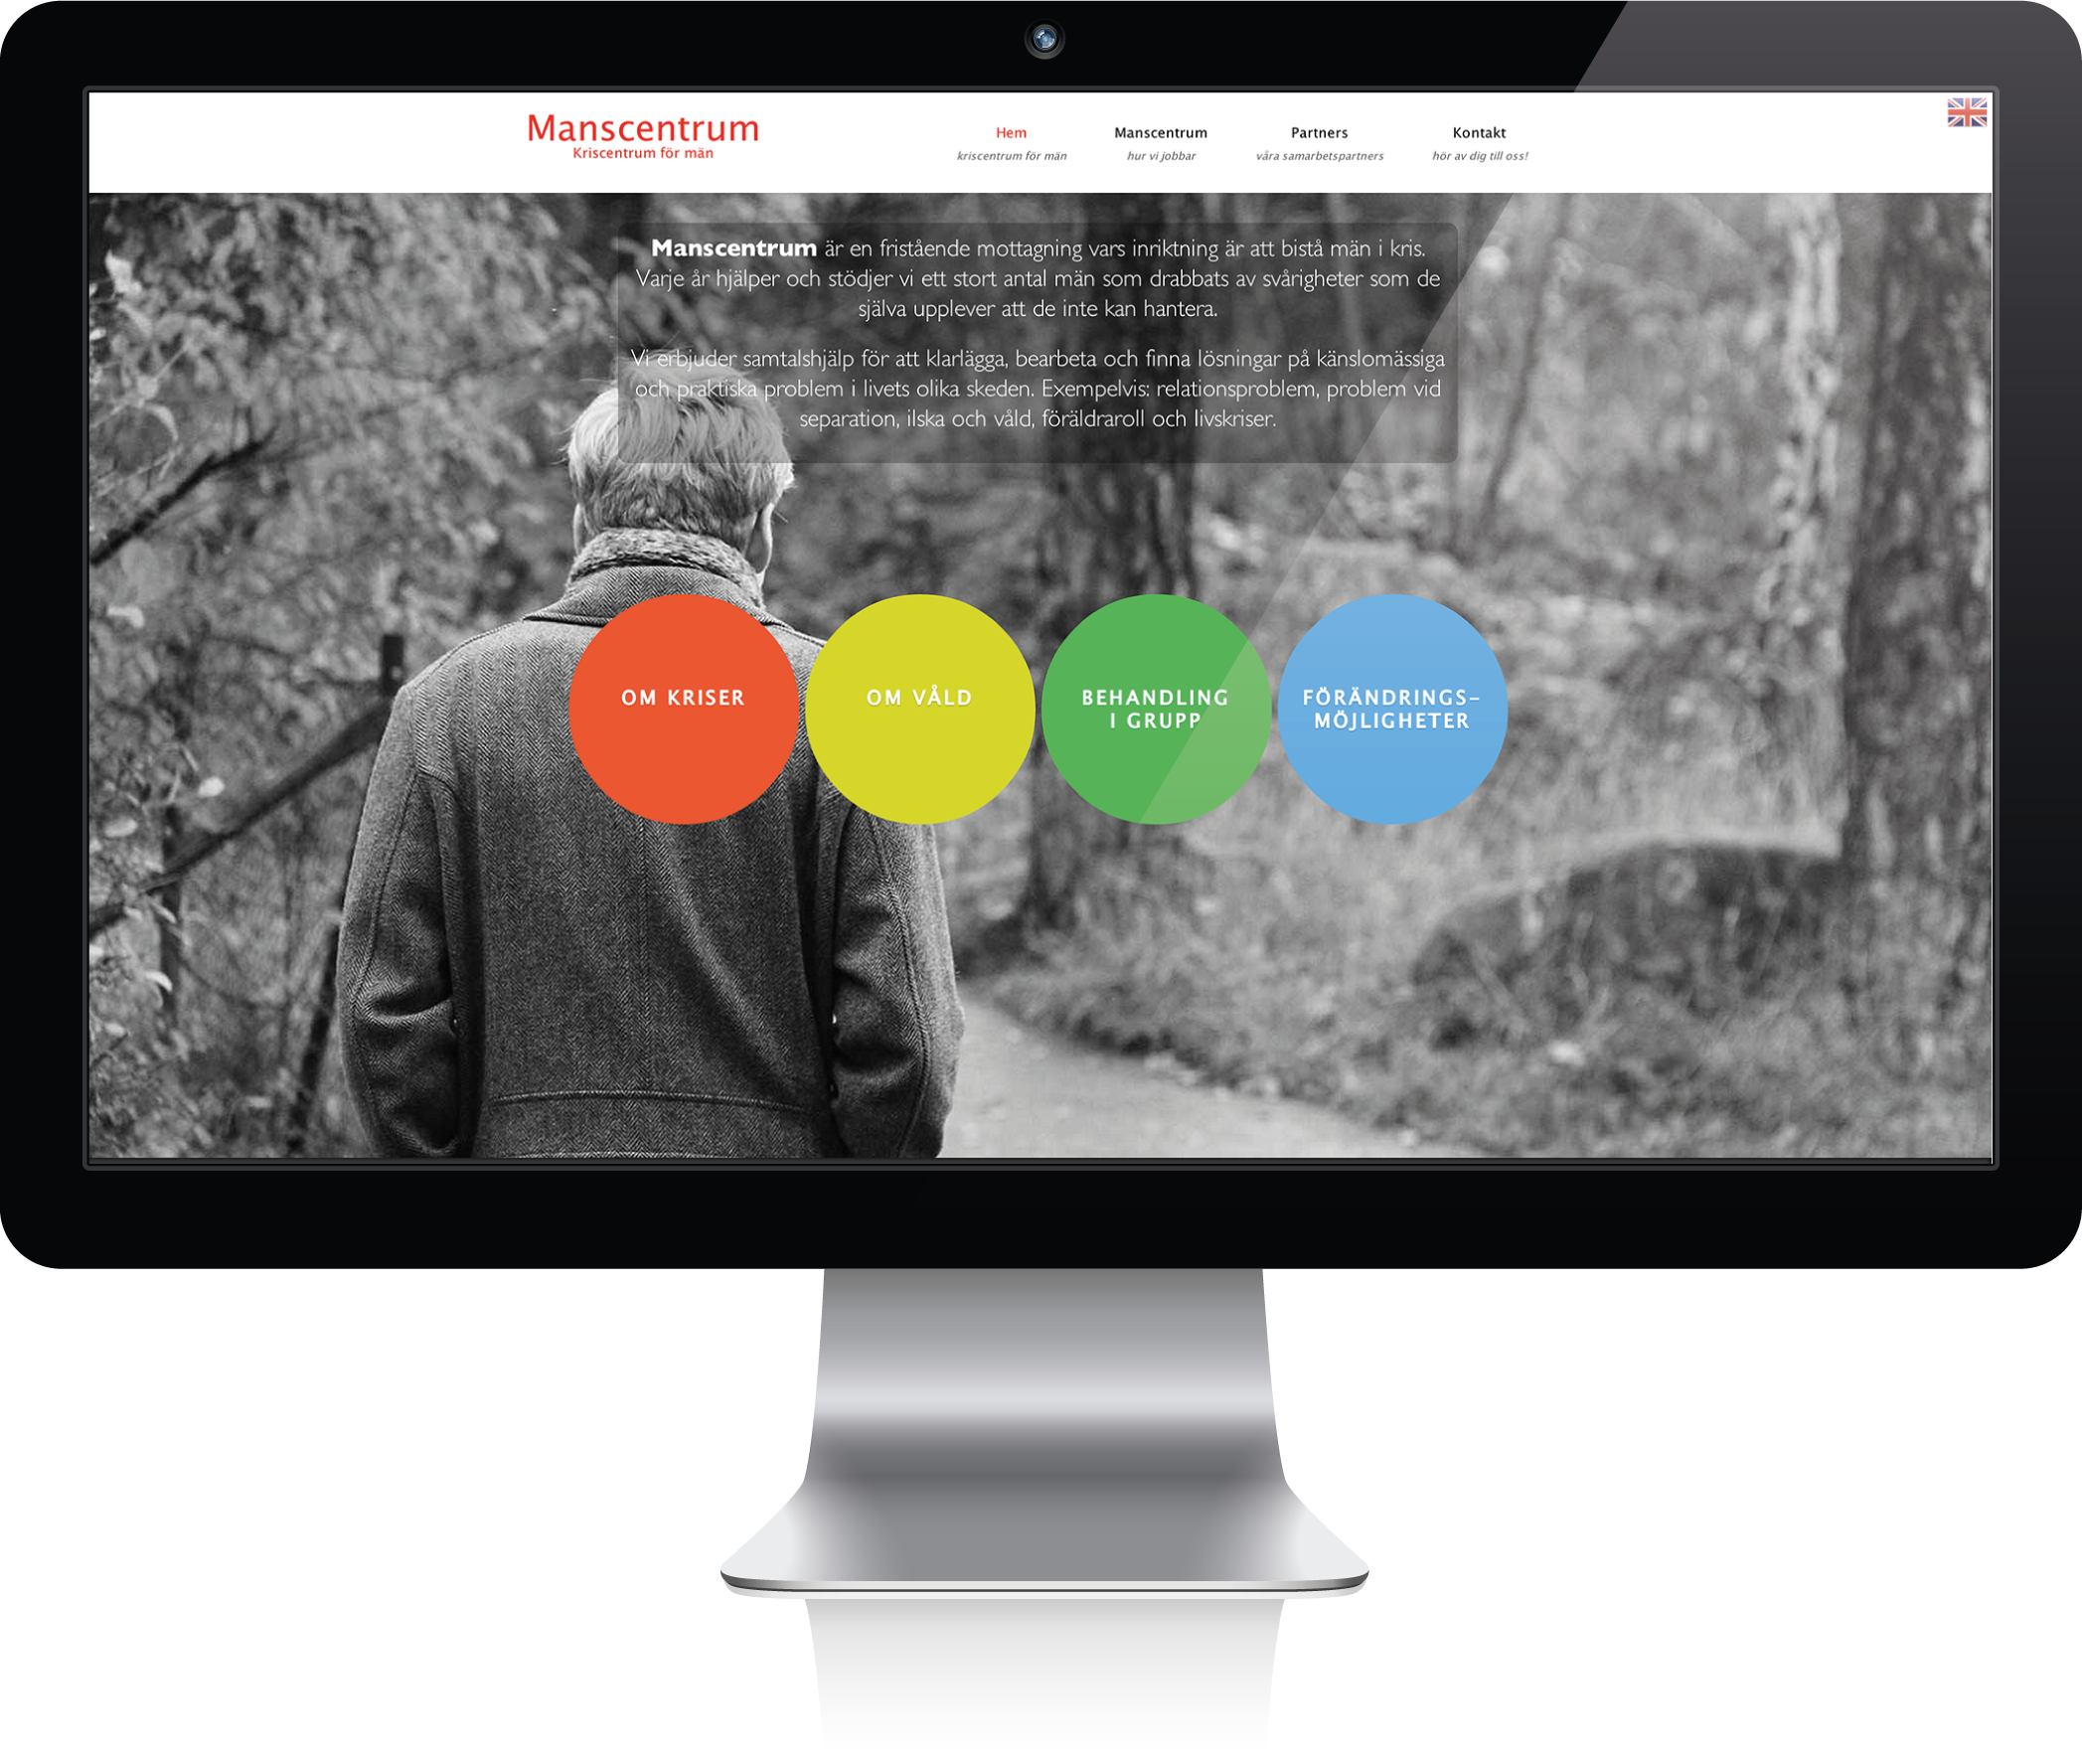 Manscentrum
Kriscentrum för män
Hem
kriscentrum för män
Manscentrum
hur vi jobbar
Partners
våra samarbetspartners
Kontakt
hör av dig till oss!
Manscentrum är en fristående mottagning vars inriktning är att bistå män i kris.
Varje år hjälper och stödjer vi ett stort antal män som drabbats av svårigheter som de
själva upplever att de inte kan hantera.
Vi erbjuder samtalshjälp för att klarlägga, bearbeta och finna lösningar på känslomässiga
och praktiska problem i livets olika skeden. Exempelvis: relationsproblem, problem vid
separation, ilska och våld, föräldraroll och livskriser.
OM KRISER
OM VÅLD
BEHANDLING
I GRUPP
FÖRÄNDRINGS-
MÖJLIGHETER